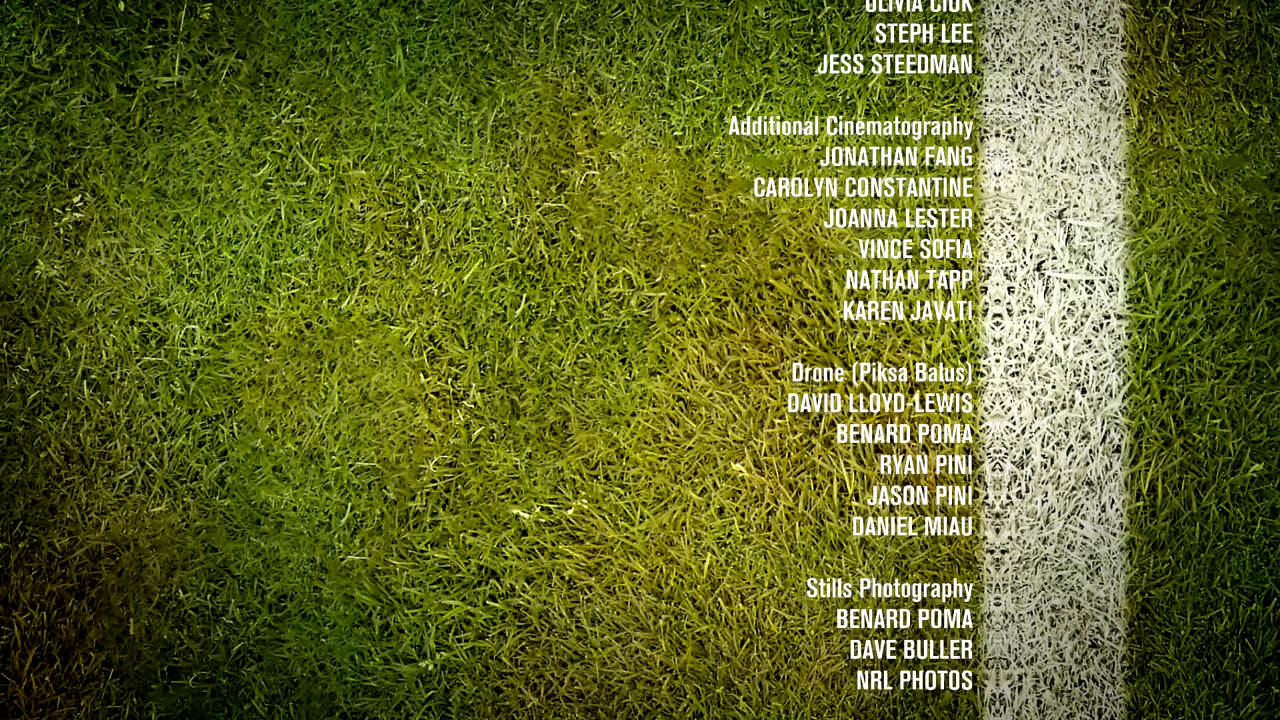 OLIVIA CIUK
STEPH LEE
JESS STEEDMAN
Additional Cinematography
JONATHAN FANG
CAROLYN CONSTANTINE
JOANNA LESTER
VINCE SOFIA
NATHAN TAPP
KAREN JAVATI
Drone (Piksa Balus)
DAVID LLOYD-LEWIS
BENARD POMA
RYAN PINI
JASON PINI
DANIEL MIAU
Stills Photography
BENARD POMA
DAVE BULLER
NRL PHOTOS